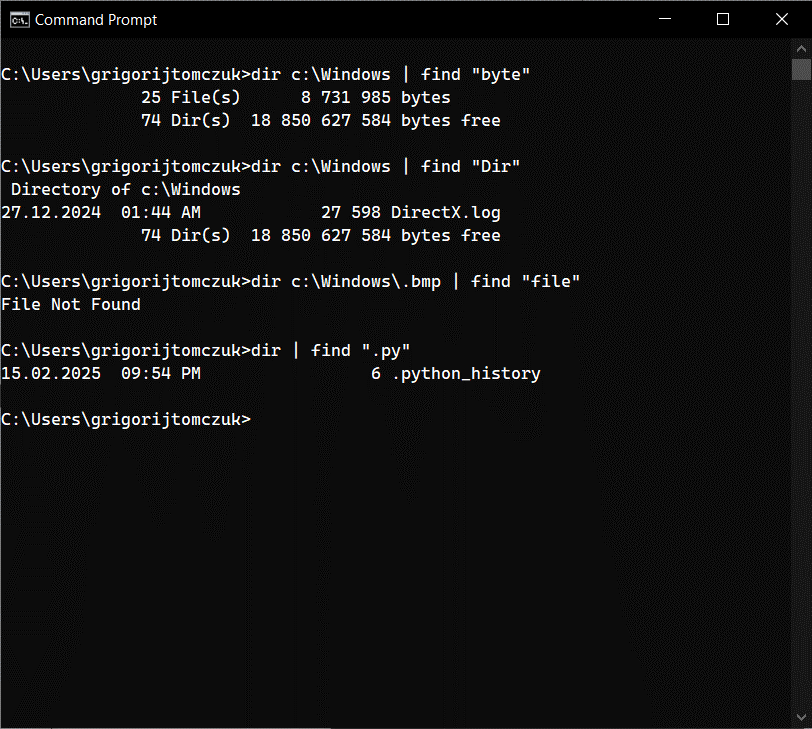 Command Prompt
C:\Users\grigorijtomczuk>dir c:\Windows | find "byte"
              25 File(s)      8 731 985 bytes
              74 Dir(s)  18 850 627 584 bytes free
C:\Users\grigorijtomczuk>dir c:\Windows | find "Dir"
 Directory of c:\Windows
27.12.2024  01:44 AM            27 598 DirectX.log
              74 Dir(s)  18 850 627 584 bytes free
C:\Users\grigorijtomczuk>dir c:\Windows\.bmp | find "file"
File Not Found
C:\Users\grigorijtomczuk>dir | find ".py"
15.02.2025  09:54 PM                 6 .python_history
C:\Users\grigorijtomczuk>